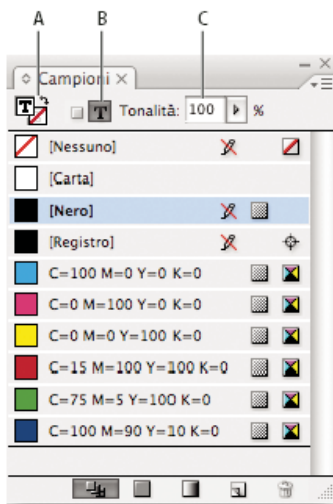 A B C
Campioni ×
T T Tonalità: 100 %
[Nessuno]
[Carta]
[Nero]
[Registro]
C=100 M=0 Y=0 K=0
C=0 M=100 Y=0 K=0
C=0 M=0 Y=100 K=0
C=15 M=100 Y=100 K=0
C=75 M=5 Y=100 K=0
C=100 M=90 Y=10 K=0